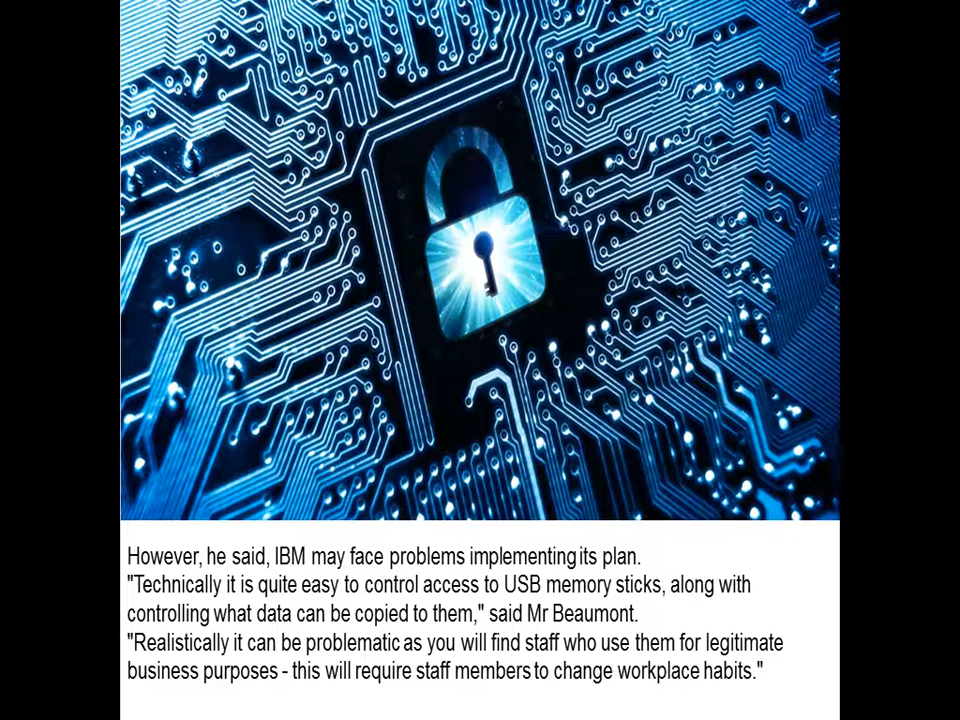 However, he said, IBM may face problems implementing its plan.
"Technically it is quite easy to control access to USB memory sticks, along with
controlling what data can be copied to them," said Mr Beaumont.
"Realistically it can be problematic as you will find staff who use them for legitimate
business purposes - this will require staff members to change workplace habits."